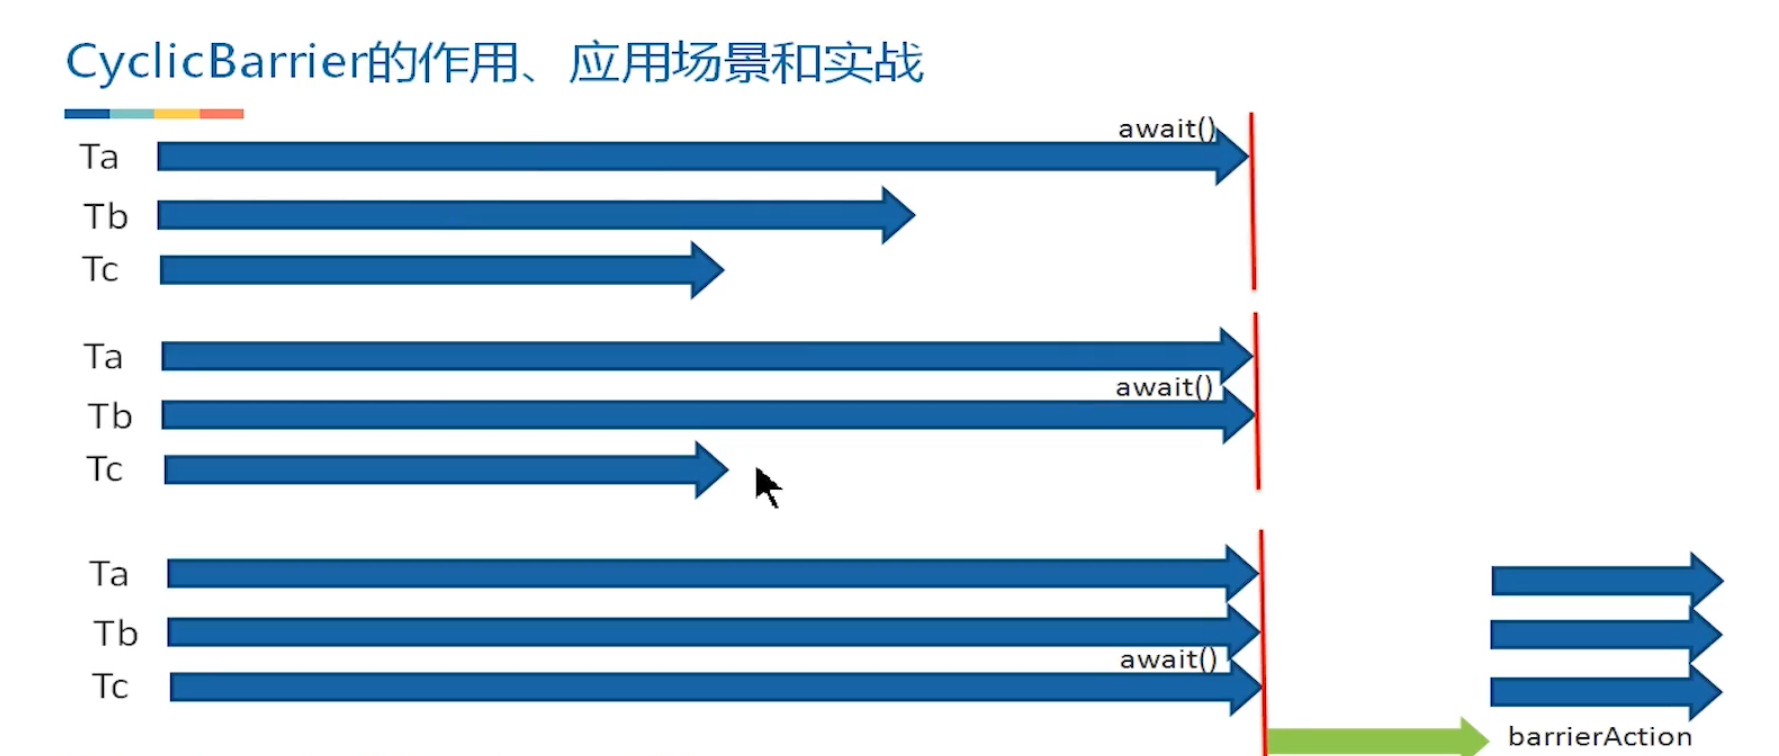 CyclicBarrier的作用、应用场景和实战
await()
Ta
Tb
Tc
Ta
await()
Tb
Tc
Ta
Tb
await()
Tc
barrierAction